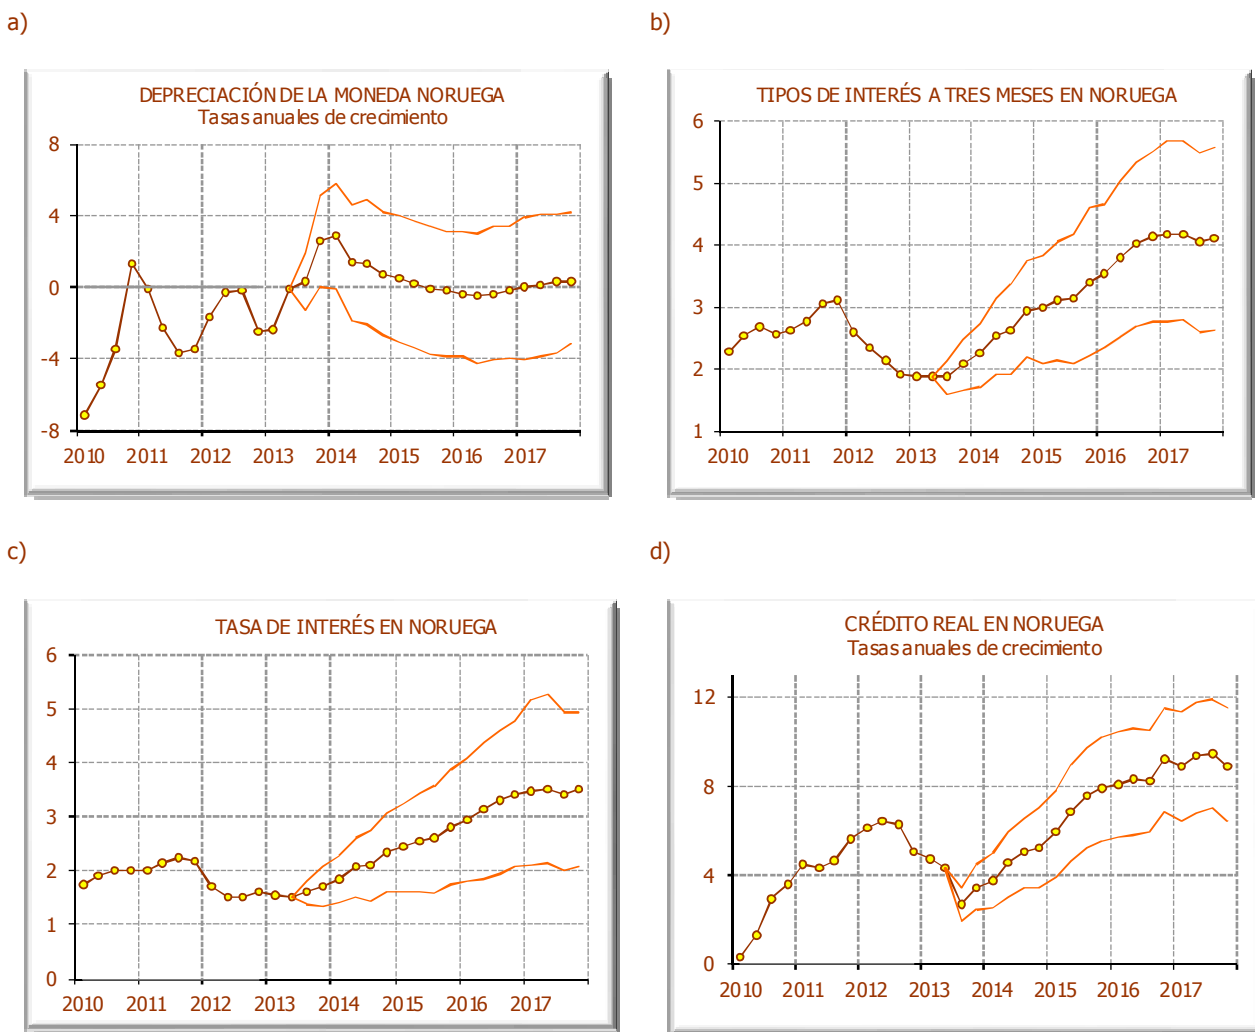 a)
b)
DEPRECIACIÓN DE LA MONEDA NORUEGA
Tasas anuales de crecimiento
8
4
0
-4
-8
2010 2011 2012 2013 2014 2015 2016 2017
TIPOS DE INTERÉS A TRES MESES EN NORUEGA
6
5
4
3
2
1
2010 2011 2012 2013 2014 2015 2016 2017
c)
d)
TASA DE INTERÉS EN NORUEGA
6
5
4
3
2
1
0
2010 2011 2012 2013 2014 2015 2016 2017
CRÉDITO REAL EN NORUEGA
Tasas anuales de crecimiento
12
8
4
0
2010 2011 2012 2013 2014 2015 2016 2017